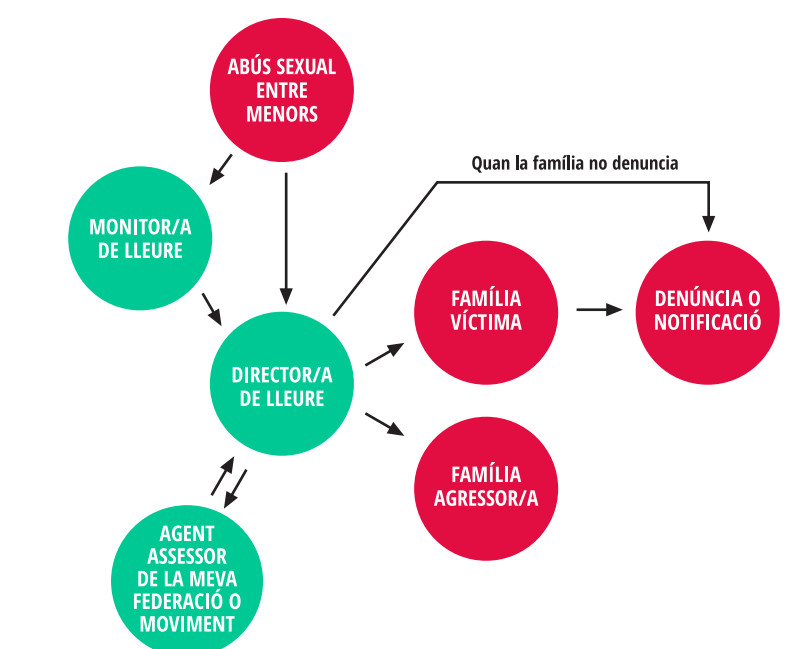 ABÚS SEXUAL
ENTRE
MENORS
Quan la família no denuncia
MONITOR/A
DE LLEURE
FAMÍLIA
VÍCTIMA
DENÚNCIA O
NOTIFICACIÓ
DIRECTOR/A
DE LLEURE
FAMÍLIA
AGRESSOR/A
AGENT
ASSESSOR
DE LA MEVA
FEDERACIÓ O
MOVIMENT